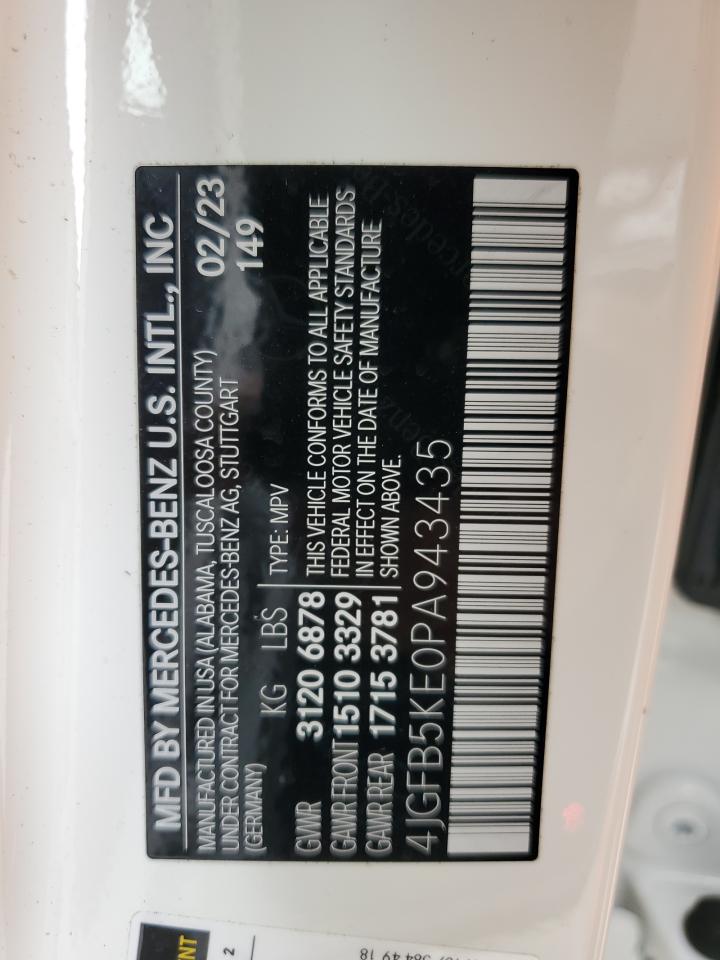 MFD BY MERCEDES-BENZ U.S. INTL., INC
MANUFACTURED IN USA (ALABAMA, TUSCALOOSA COUNTY) 02/23
UNDER CONTRACT FOR MERCEDES-BENZ AG, STUTTGART 149
(GERMANY)
KG LBS TYPE: MPV
GVWR 3120 6878 THIS VEHICLE CONFORMS TO ALL APPLICABLE
GAWR FRONT 1510 3329 FEDERAL MOTOR VEHICLE SAFETY STANDARDS
GAWR REAR 1715 3781 IN EFFECT ON THE DATE OF MANUFACTURE
SHOWN ABOVE.
4JGFB5KE0PA943435
2